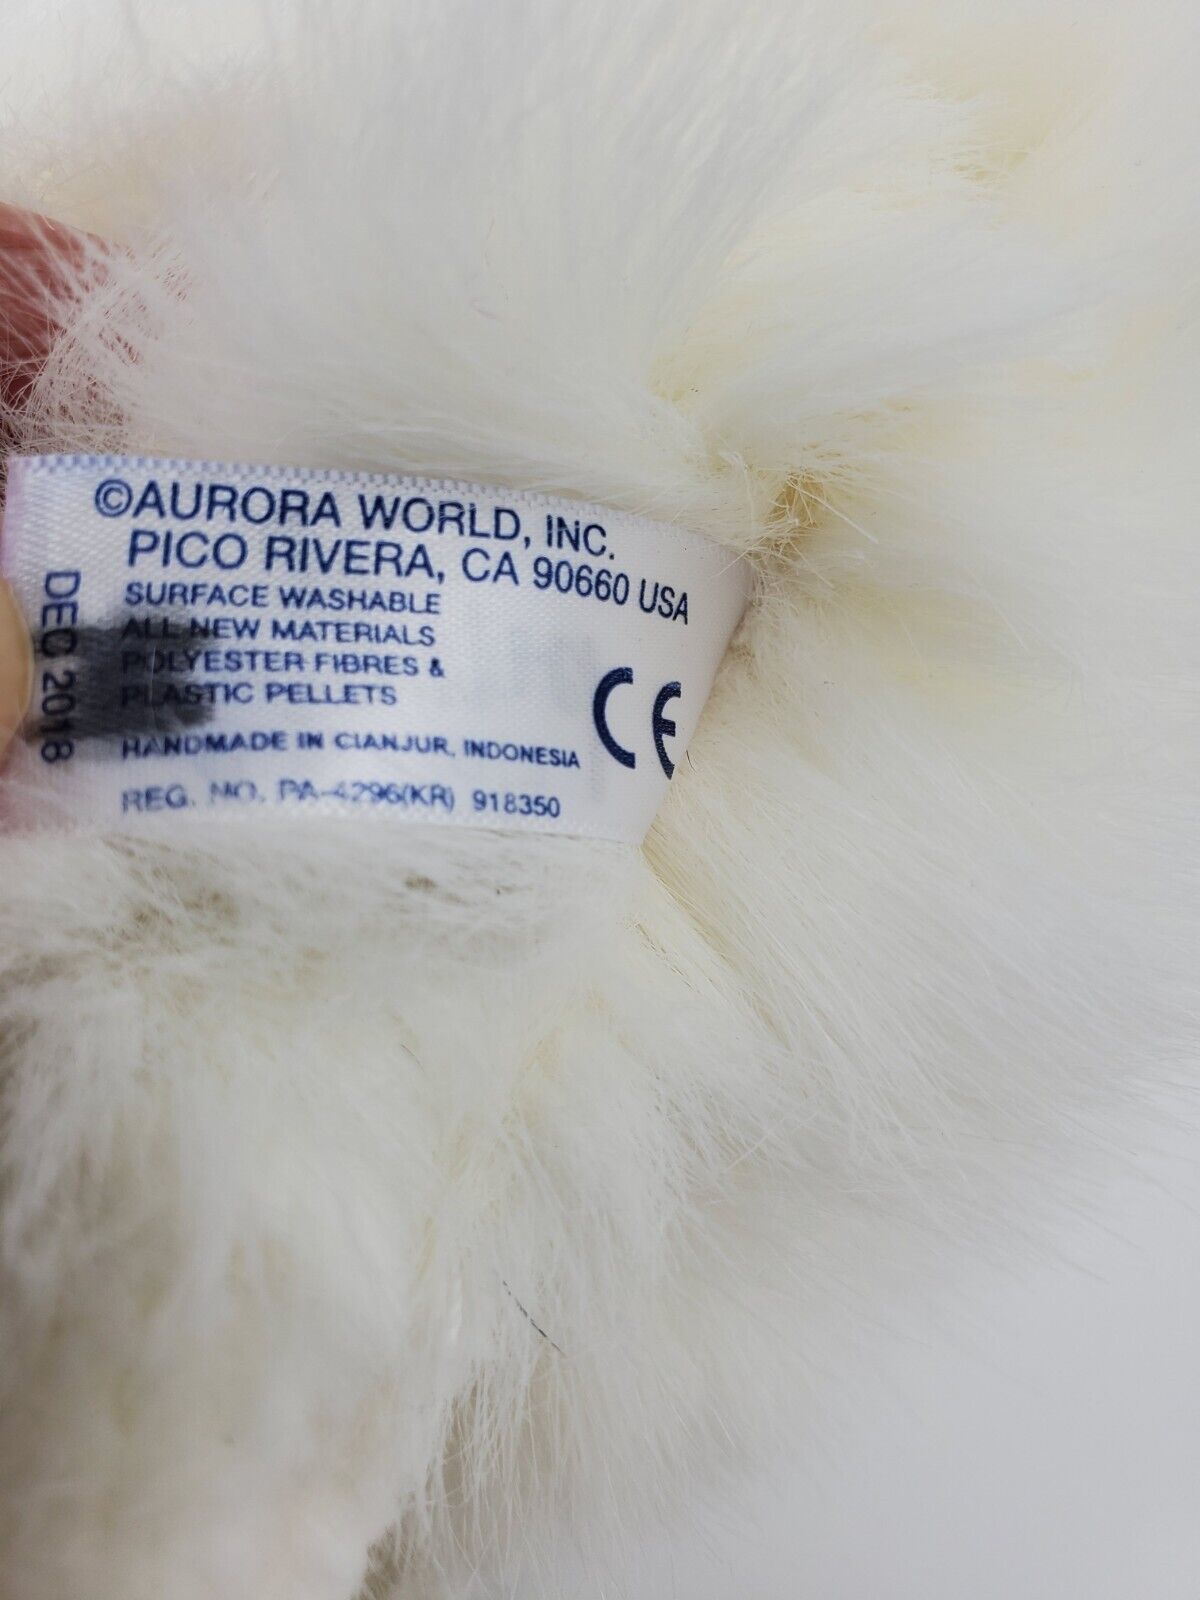 ©AURORA WORLD, INC.
PICO RIVERA, CA 90660 USA
SURFACE WASHABLE
ALL NEW MATERIALS
POLYESTER FIBRES &
PLASTIC PELLETS
HANDMADE IN CIANJUR, INDONESIA
REG. NO. PA-4296(KR) 918350
DEC 2018
CE